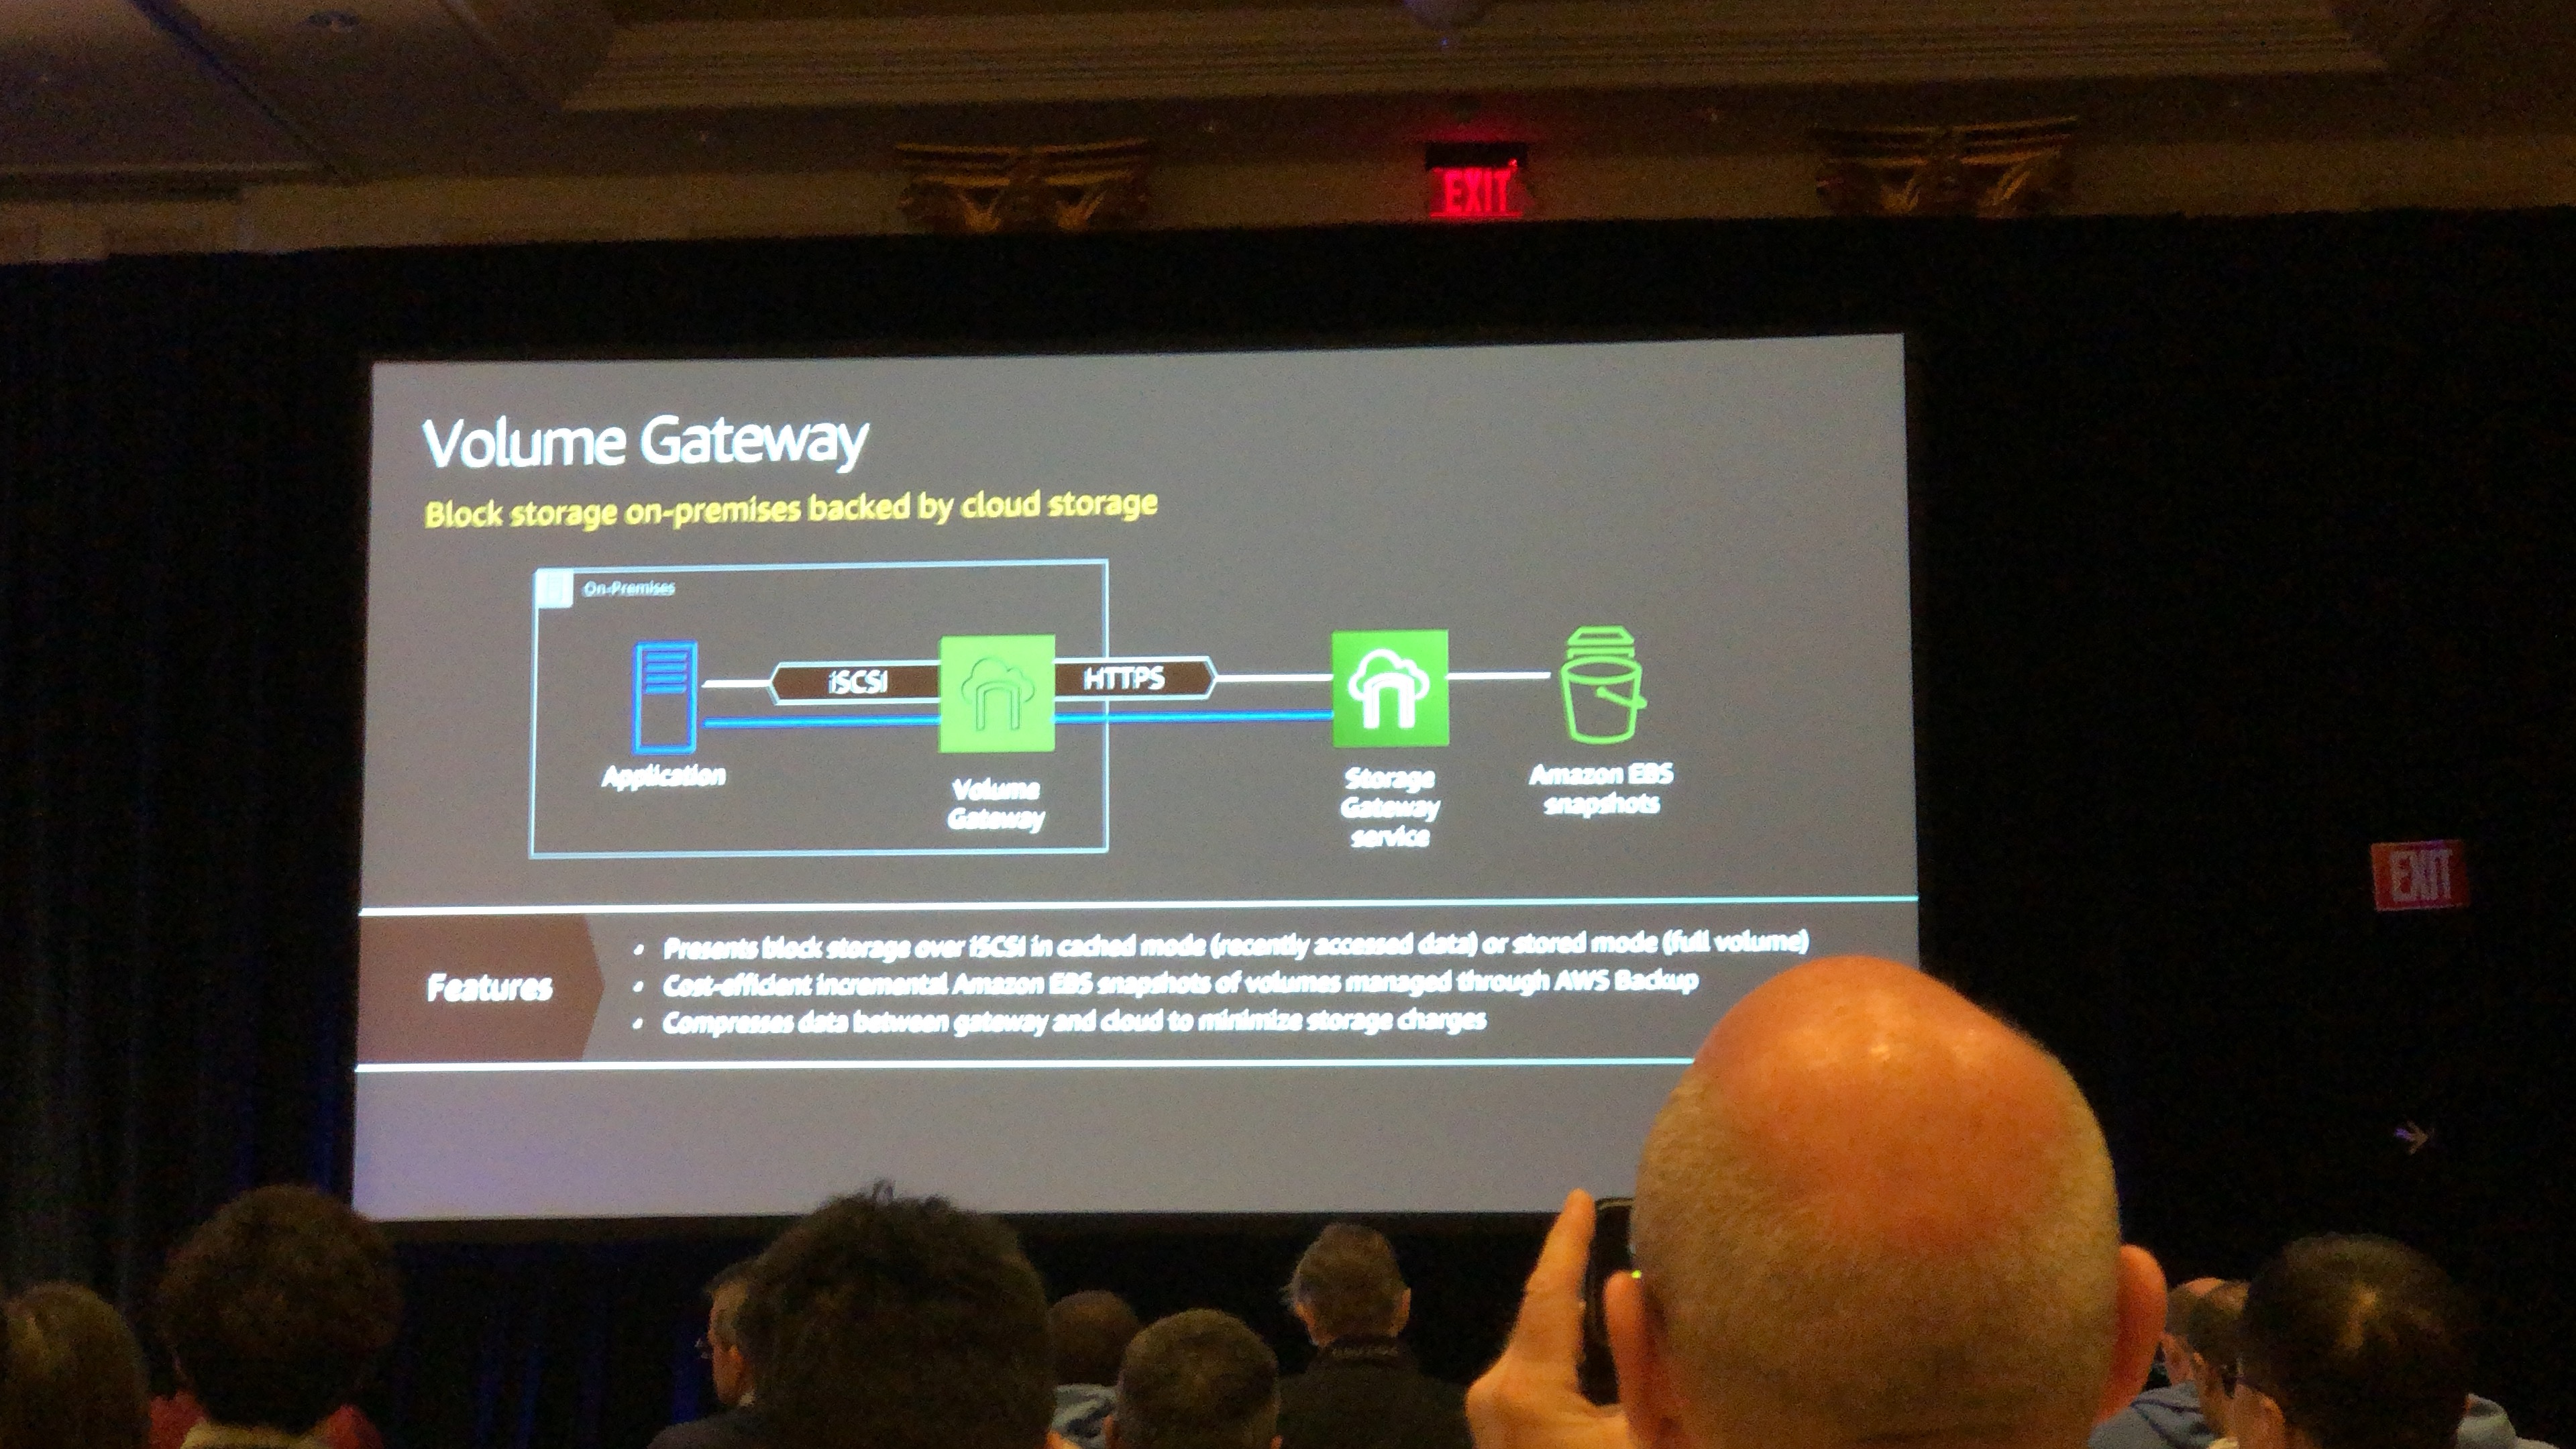 EXIT
Volume Gateway
Block storage on-premises backed by cloud storage
On-Premises
iSCSI
HTTPS
Application
Volume
Gateway
Storage
Gateway
service
Amazon EBS
snapshots
EXIT
Features
• Presents block storage over iSCSI in cached mode (recently accessed data) or stored mode (full volume)
• Cost-efficient incremental Amazon EBS snapshots of volumes managed through AWS Backup
• Compresses data between gateway and cloud to minimize storage charges